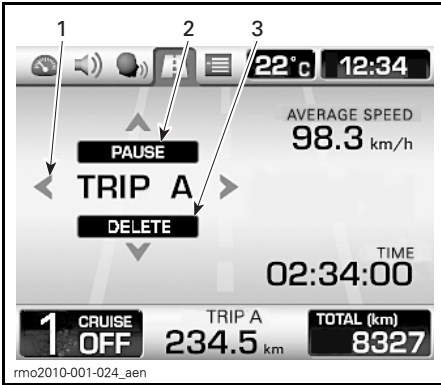 1 2 3
22°c 12:34
AVERAGE SPEED
98.3 km/h
PAUSE
TRIP A
DELETE
TIME
02:34:00
1 CRUISE OFF
TRIP A
234.5 km
TOTAL (km)
8327
rmo2010-001-024_aen